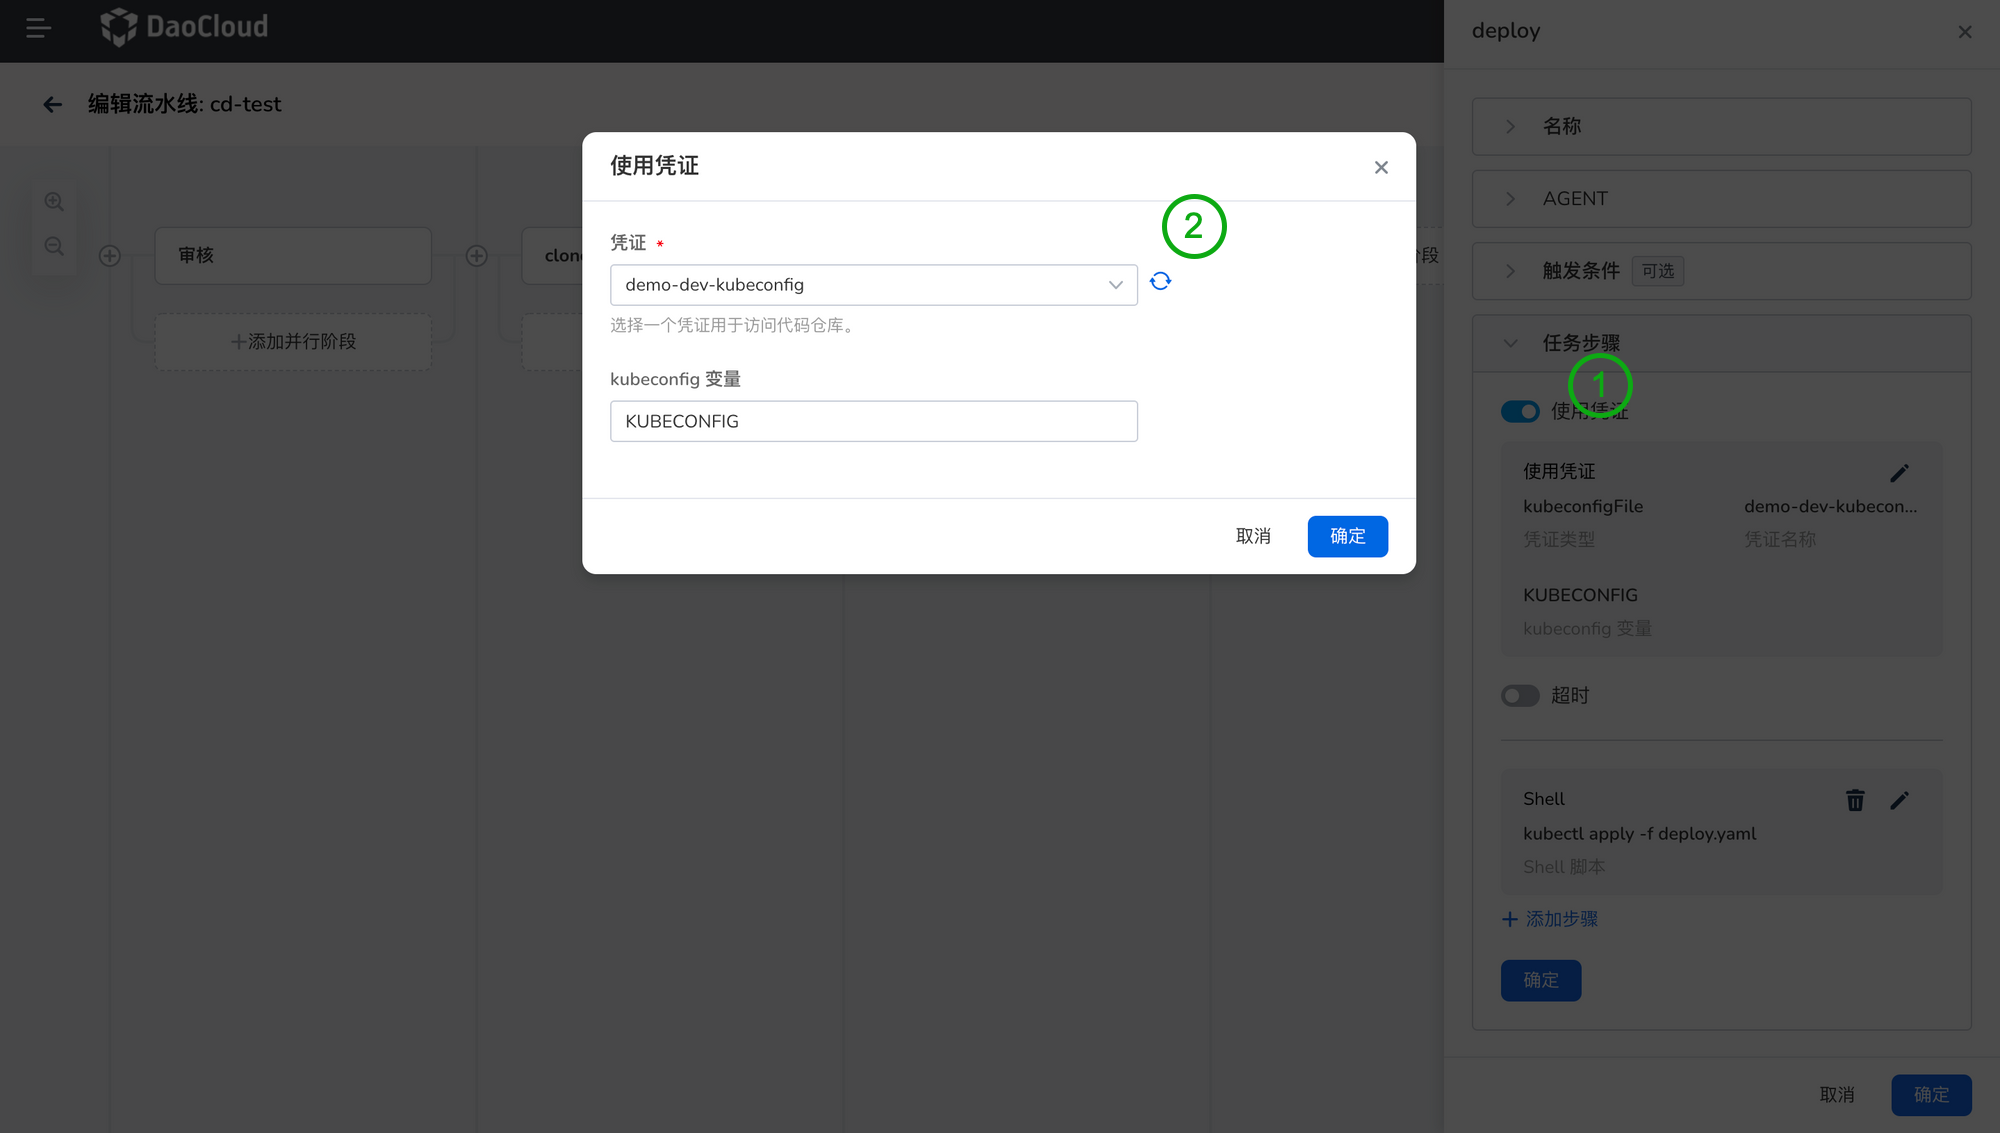 DaoCloud
编辑流水线: cd-test
审核
+添加并行阶段
使用凭证
2
凭证 *
demo-dev-kubeconfig
选择一个凭证用于访问代码仓库。
kubeconfig 变量
KUBECONFIG
取消
确定
deploy
名称
AGENT
触发条件 可选
任务步骤
1
使用凭证
使用凭证
kubeconfigFile demo-dev-kubecon...
凭证类型 凭证名称
KUBECONFIG
kubeconfig 变量
超时
Shell
kubectl apply -f deploy.yaml
Shell 脚本
+ 添加步骤
确定
取消
确定